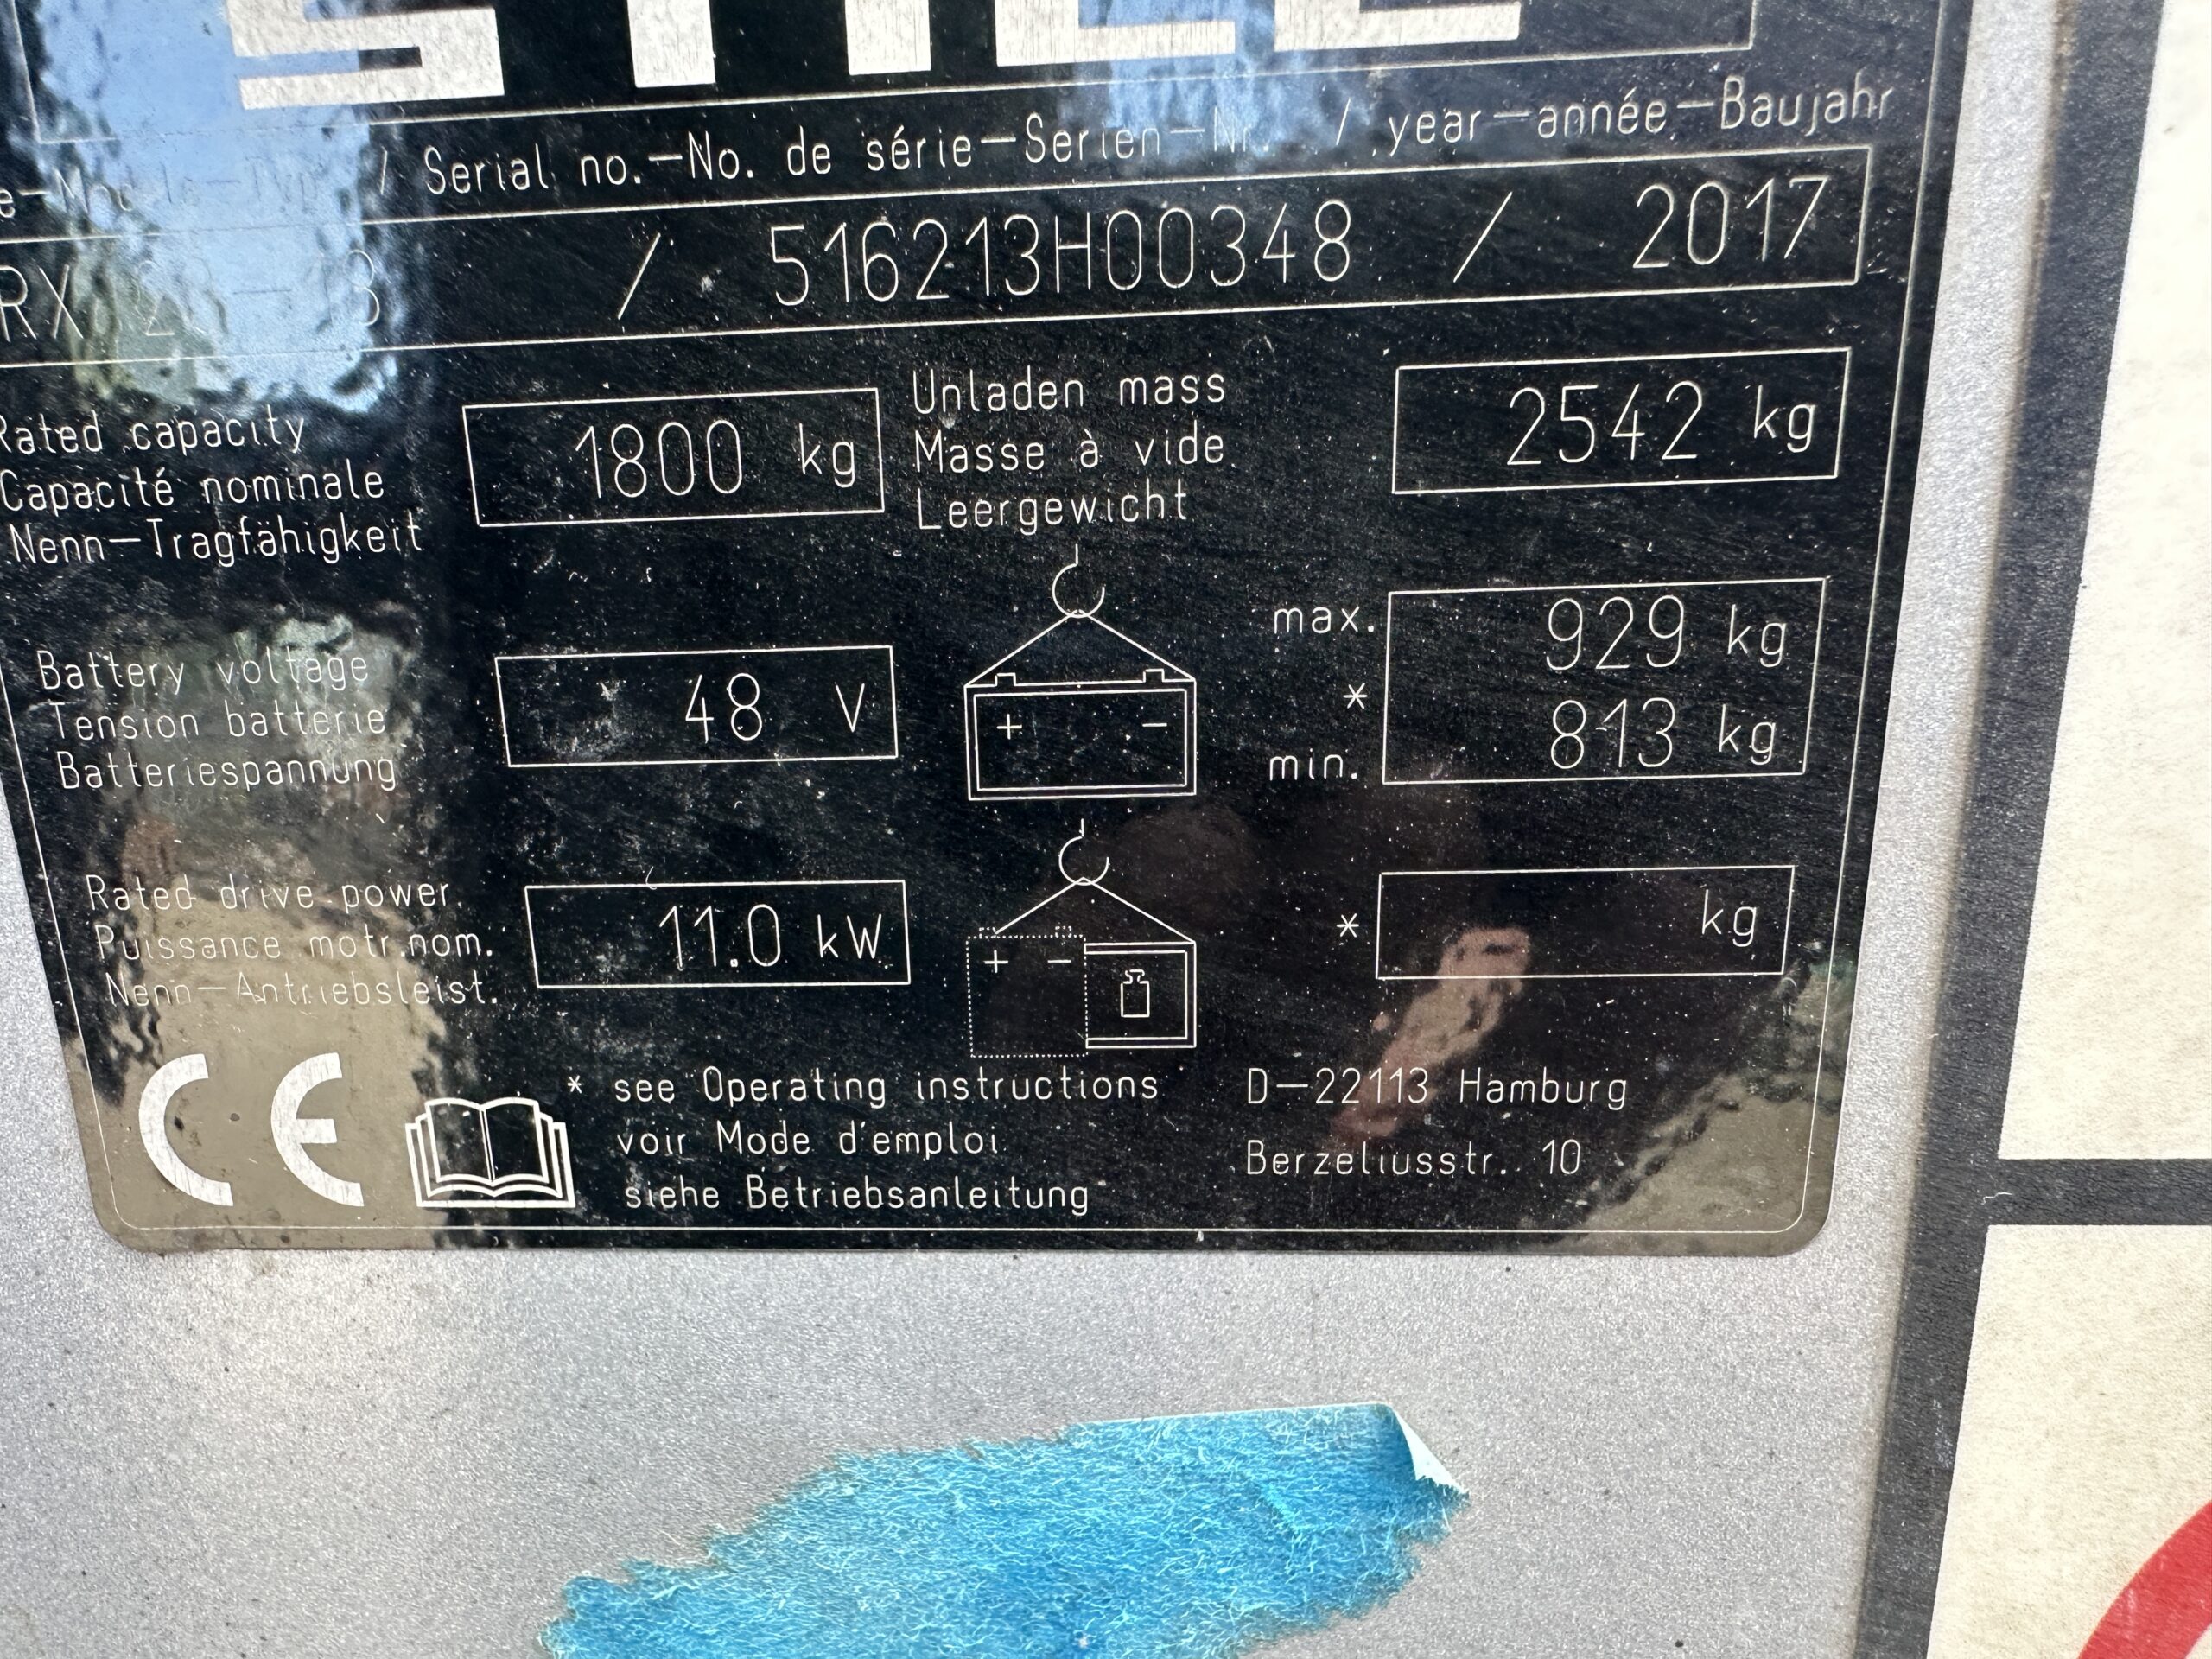 STILL
/ Serial no.–No. de série–Serien–Nr. / year–année–Baujahr
RX / 516213H00348 / 2017
Rated capacity
Capacité nominale
Nenn–Tragfähigkeit
1800 kg
Unladen mass
Masse à vide
Leergewicht
2542 kg
Battery voltage
Tension batterie
Batteriespannung
48 V
+ –
max.
*
min.
929 kg
813 kg
Rated drive power
Puissance motr.nom.
Nenn–Antriebsleist.
11.0 kW
+ –
* kg
CE
* see Operating instructions
voir Mode d'emploi
siehe Betriebsanleitung
D–22113 Hamburg
Berzeliusstr. 10